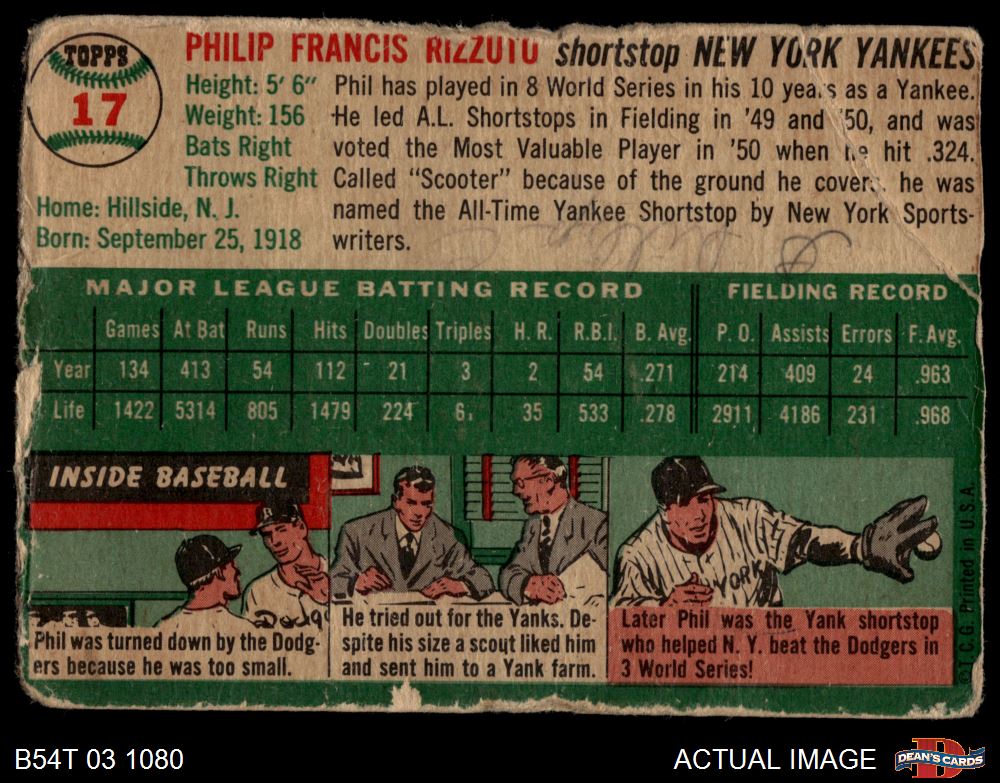 TOPPS
17
PHILIP FRANCIS RIZZUTO shortstop NEW YORK YANKEES
Height: 5' 6"
Weight: 156
Bats Right
Throws Right
Home: Hillside, N. J.
Born: September 25, 1918
Phil has played in 8 World Series in his 10 years as a Yankee.
He led A.L. Shortstops in Fielding in '49 and '50, and was
voted the Most Valuable Player in '50 when he hit .324.
Called "Scooter" because of the ground he covers, he was
named the All-Time Yankee Shortstop by New York Sports-
writers.
MAJOR LEAGUE BATTING RECORD FIELDING RECORD
Games At Bat Runs Hits Doubles Triples H. R. R.B.I. B. Avg. P. O. Assists Errors F. Avg.
Year 134 413 54 112 21 3 2 54 .271 214 409 24 .963
Life 1422 5314 805 1479 224 35 533 .278 2911 4186 231 .968
INSIDE BASEBALL
B
Dodg
Phil was turned down by the Dodg-
ers because he was too small.
He tried out for the Yanks. De-
spite his size a scout liked him
and sent him to a Yank farm.
YORK
Later Phil was the Yank shortstop
who helped N. Y. beat the Dodgers in
3 World Series!
© T. C. G. Printed in U.S.A.
B54T 03 1080
ACTUAL IMAGE
DEAN'S CARDS